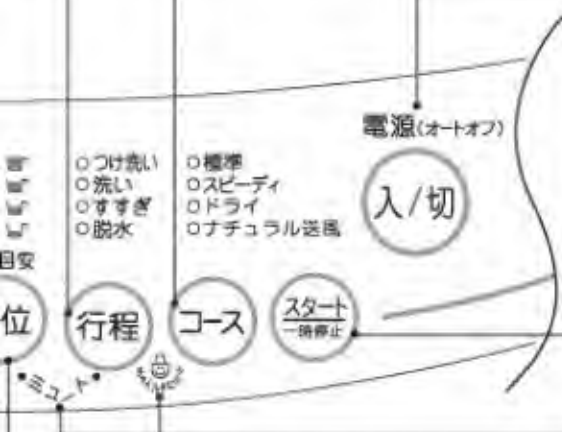 電源(オートオフ)
入/切
つけ洗い
洗い
すすぎ
脱水
標準
スピーディ
ドライ
ナチュラル送風
目安
位
行程
コース
スタート
一時停止
ミュート